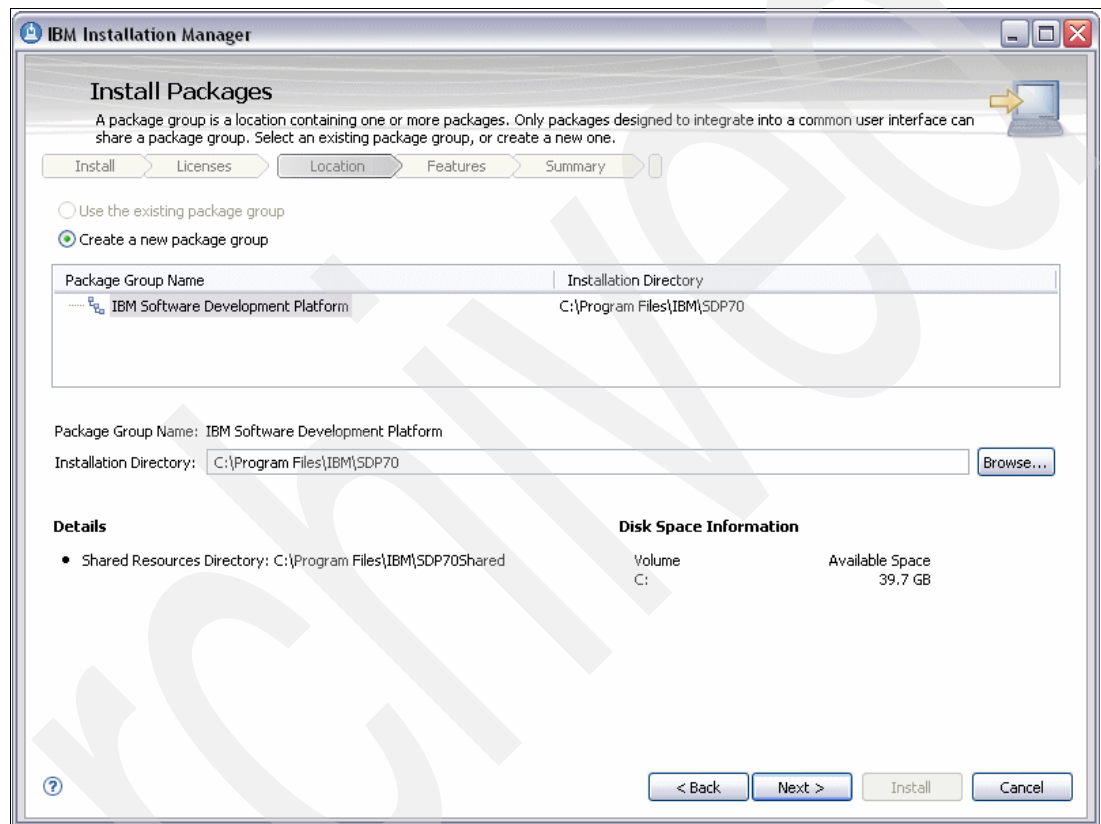 IBM Installation Manager
Install Packages
A package group is a location containing one or more packages. Only packages designed to integrate into a common user interface can
share a package group. Select an existing package group, or create a new one.
Install Licenses Location Features Summary
Use the existing package group
Create a new package group
Package Group Name Installation Directory
IBM Software Development Platform C:\Program Files\IBM\SDP70
Package Group Name: IBM Software Development Platform
Installation Directory: C:\Program Files\IBM\SDP70 Browse...
Details Disk Space Information
• Shared Resources Directory: C:\Program Files\IBM\SDP70Shared Volume Available Space
C: 39.7 GB
? < Back Next > Install Cancel